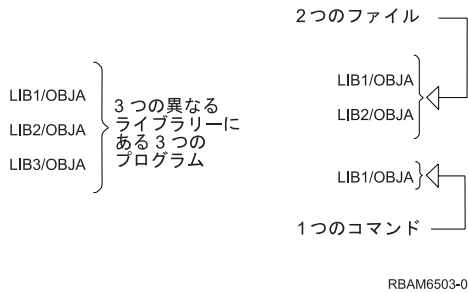 LIB1/OBJA
LIB2/OBJA
LIB3/OBJA
3 つの異なる
ライブラリーに
ある 3 つの
プログラム
2 つのファイル
LIB1/OBJA
LIB2/OBJA
LIB1/OBJA
1 つのコマンド
RBAM6503-0